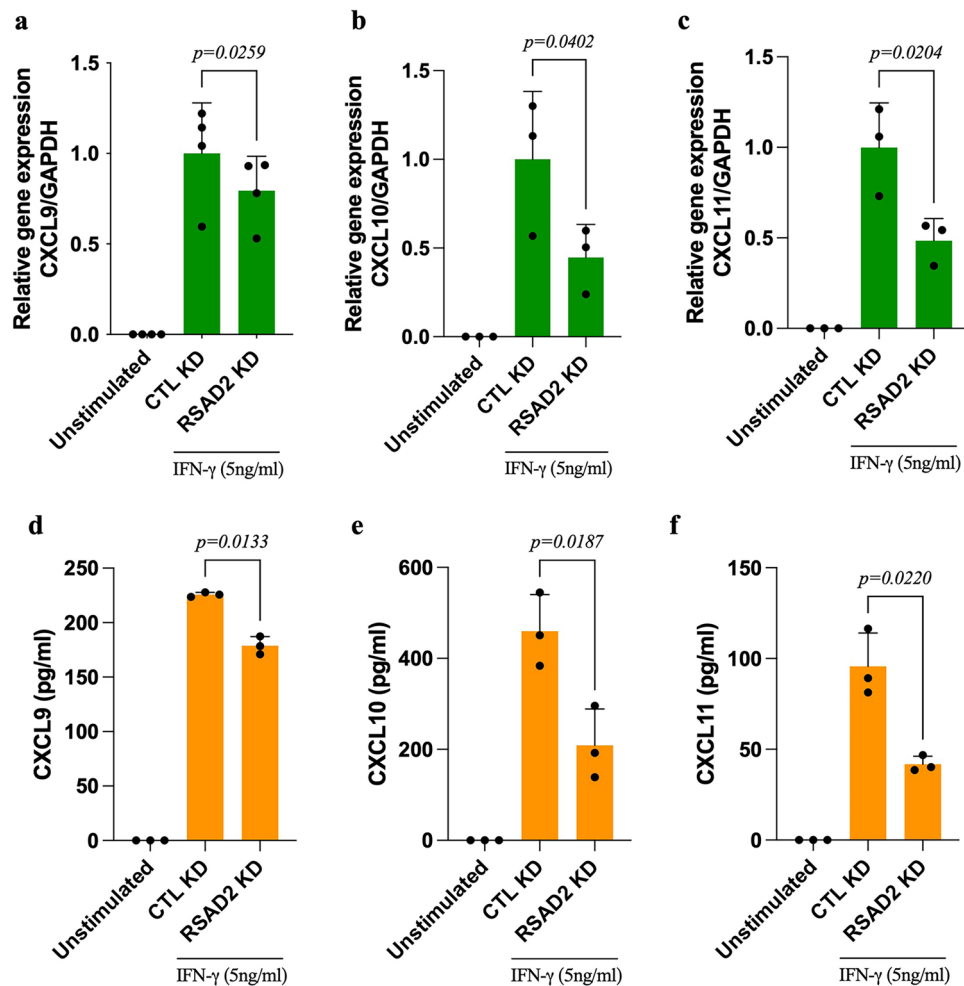 a
p=0.0259
Relative gene expression
CXCL9/GAPDH
1.5
1.0
0.5
0.0
Unstimulated
CTL KD
RSAD2 KD
IFN-γ (5ng/ml)
b
p=0.0402
Relative gene expression
CXCL10/GAPDH
1.5
1.0
0.5
0.0
Unstimulated
CTL KD
RSAD2 KD
IFN-γ (5ng/ml)
c
p=0.0204
Relative gene expression
CXCL11/GAPDH
1.5
1.0
0.5
0.0
Unstimulated
CTL KD
RSAD2 KD
IFN-γ (5ng/ml)
d
p=0.0133
CXCL9 (pg/ml)
250
200
150
100
50
0
Unstimulated
CTL KD
RSAD2 KD
IFN-γ (5ng/ml)
e
p=0.0187
CXCL10 (pg/ml)
600
400
200
0
Unstimulated
CTL KD
RSAD2 KD
IFN-γ (5ng/ml)
f
p=0.0220
CXCL11 (pg/ml)
150
100
50
0
Unstimulated
CTL KD
RSAD2 KD
IFN-γ (5ng/ml)